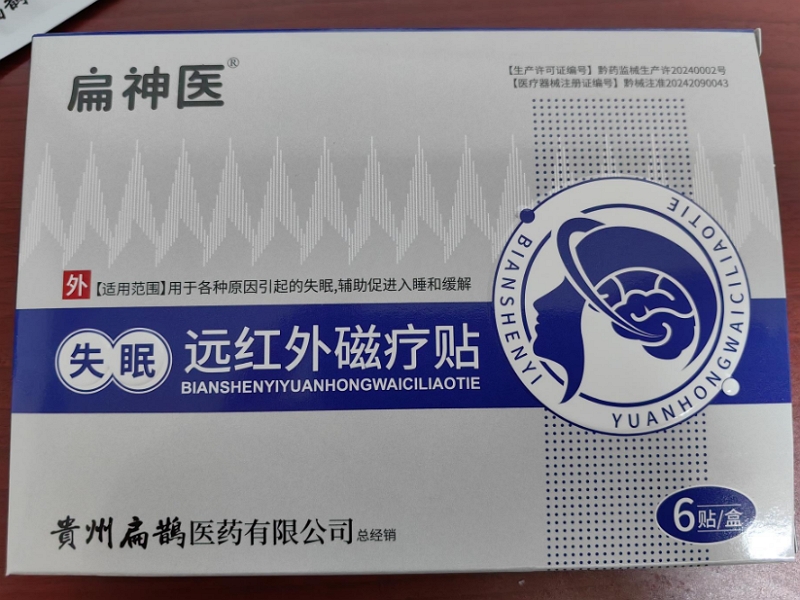 扁神医®
【生产许可证编号】黔药监械生产许20240002号
【医疗器械注册证编号】黔械注准20242090043
外【适用范围】用于各种原因引起的失眠,辅助促进入睡和缓解
失眠 远红外磁疗贴
BIANSHENYIYUANHONGWAICILIAOTIE
BIANSHENYI
YUANHONGWAICILIAOTIE
6贴/盒
貴州扁鵲医药有限公司总经销